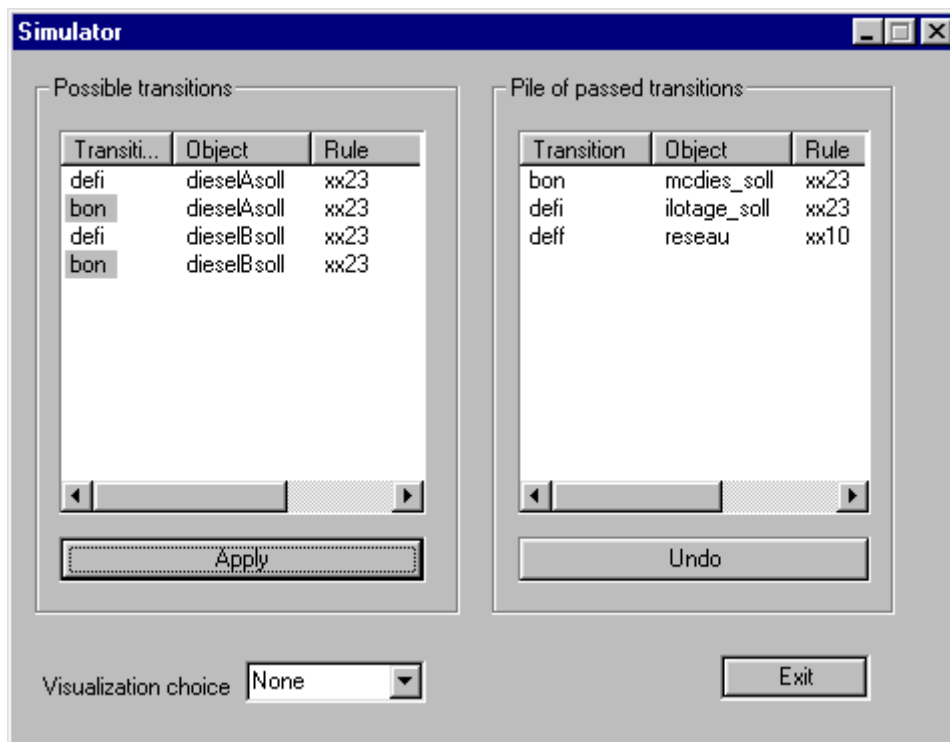 Simulator
Possible transitions
Transiti... Object Rule
defi dieselAsoll xx23
bon dieselAsoll xx23
defi dieselBsoll xx23
bon dieselBsoll xx23
Apply
Pile of passed transitions
Transition Object Rule
bon mcdies_soll xx23
defi ilotage_soll xx23
deff reseau xx10
Undo
Visualization choice None
Exit